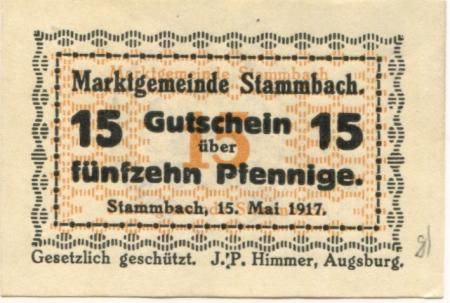 Marktgemeinde Stammbach.
15 Gutschein 15
über
fünfzehn Pfennige.
Stammbach, 15. Mai 1917.
Gesetzlich geschützt. J. P. Himmer, Augsburg.